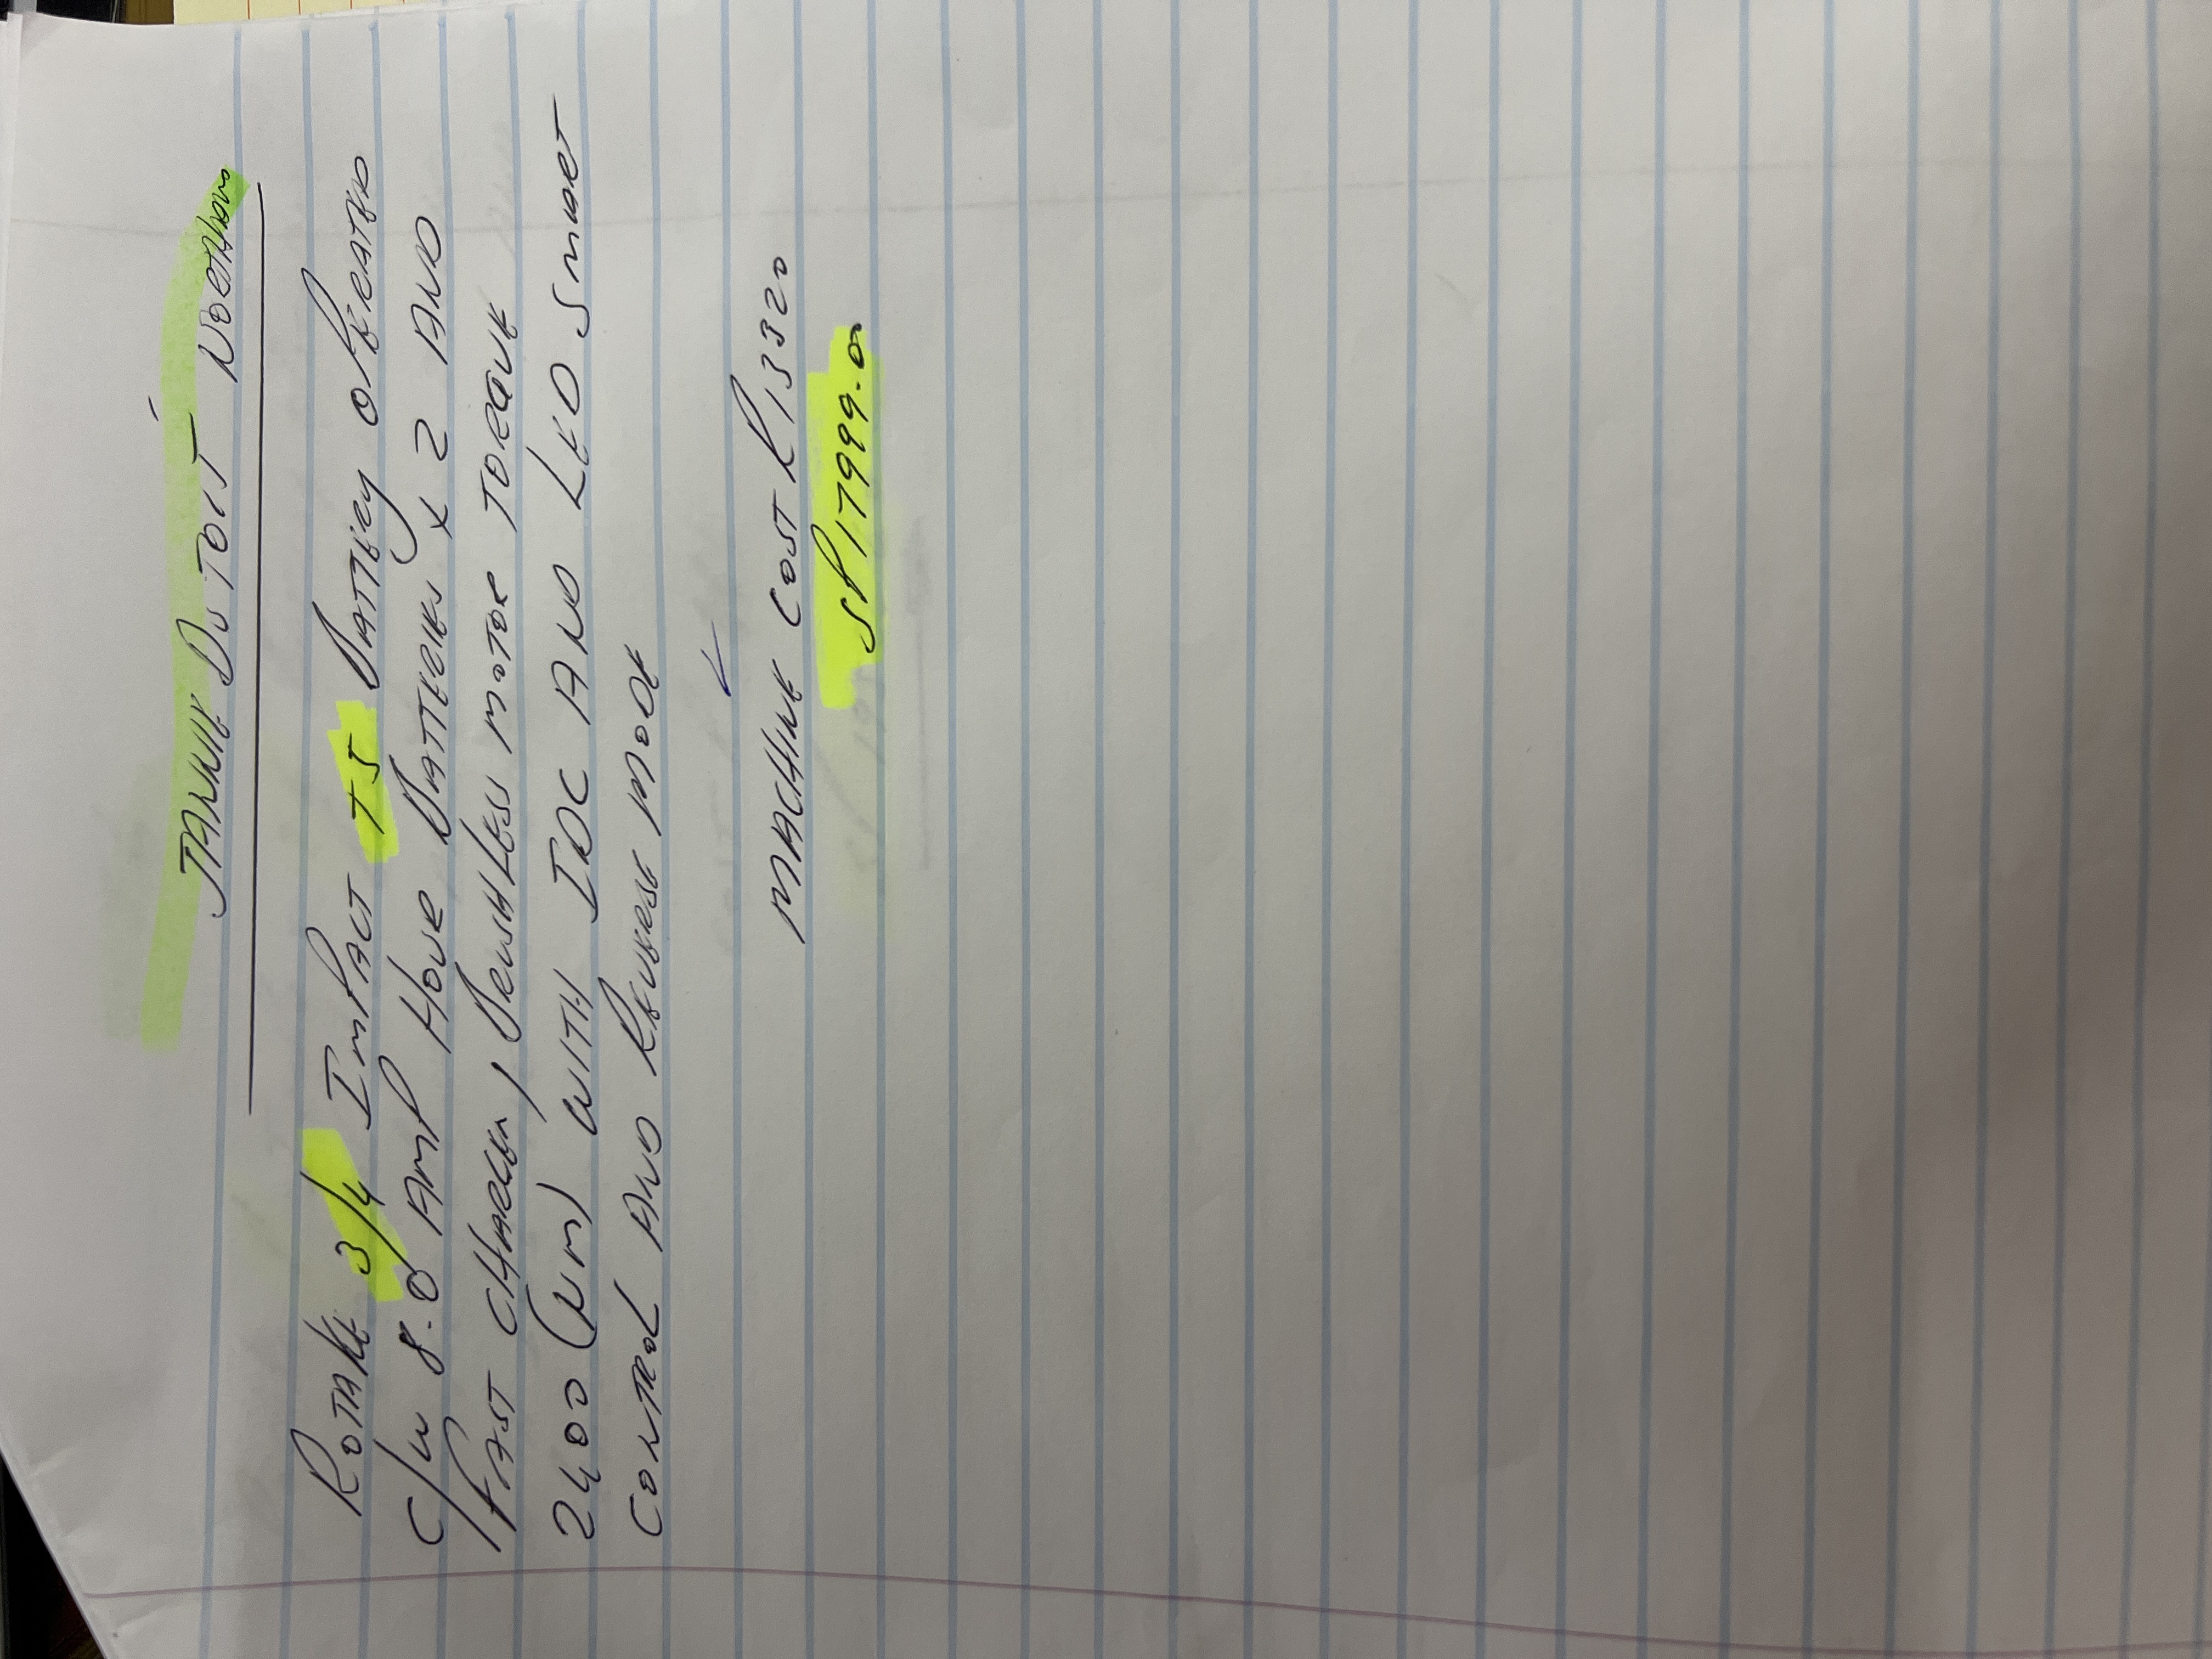 JANNIE DU TOIT
ROTAKE 3/4 IMPACT T5 BATTERY OPERATED
C/W 8.0 AMP HOUR BATTERIES x 2 AND
FAST CHARGER, BRUSHLESS MOTOR TORQUE
2400 (NM) WITH IDC AND LED SMART
CONTROL AND REVERSE MODE
MACHINE COST R13320
SP 17999.00